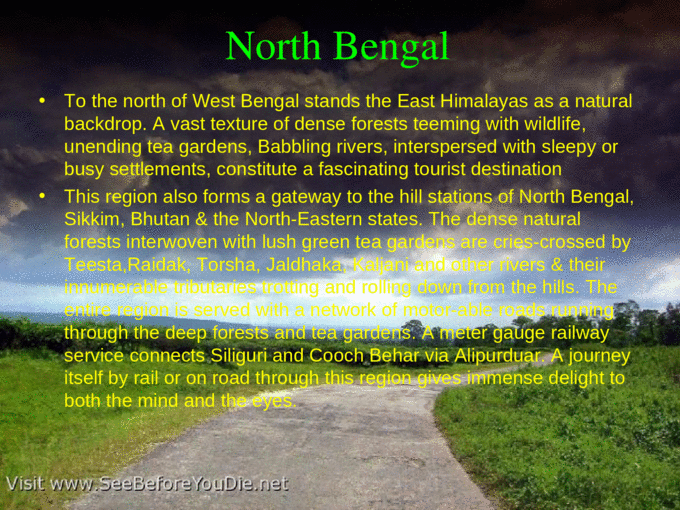 North Bengal
• To the north of West Bengal stands the East Himalayas as a natural
backdrop. A vast texture of dense forests teeming with wildlife,
unending tea gardens, Babbling rivers, interspersed with sleepy or
busy settlements, constitute a fascinating tourist destination
• This region also forms a gateway to the hill stations of North Bengal,
Sikkim, Bhutan & the North-Eastern states. The dense natural
forests interwoven with lush green tea gardens are cries-crossed by
Teesta,Raidak, Torsha, Jaldhaka, Kaljani and other rivers & their
innumerable tributaries trotting and rolling down from the hills. The
entire region is served with a network of motor-able roads running
through the deep forests and tea gardens. A meter gauge railway
service connects Siliguri and Cooch Behar via Alipurduar. A journey
itself by rail or on road through this region gives immense delight to
both the mind and the eyes.
Visit www.SeeBeforeYouDie.net